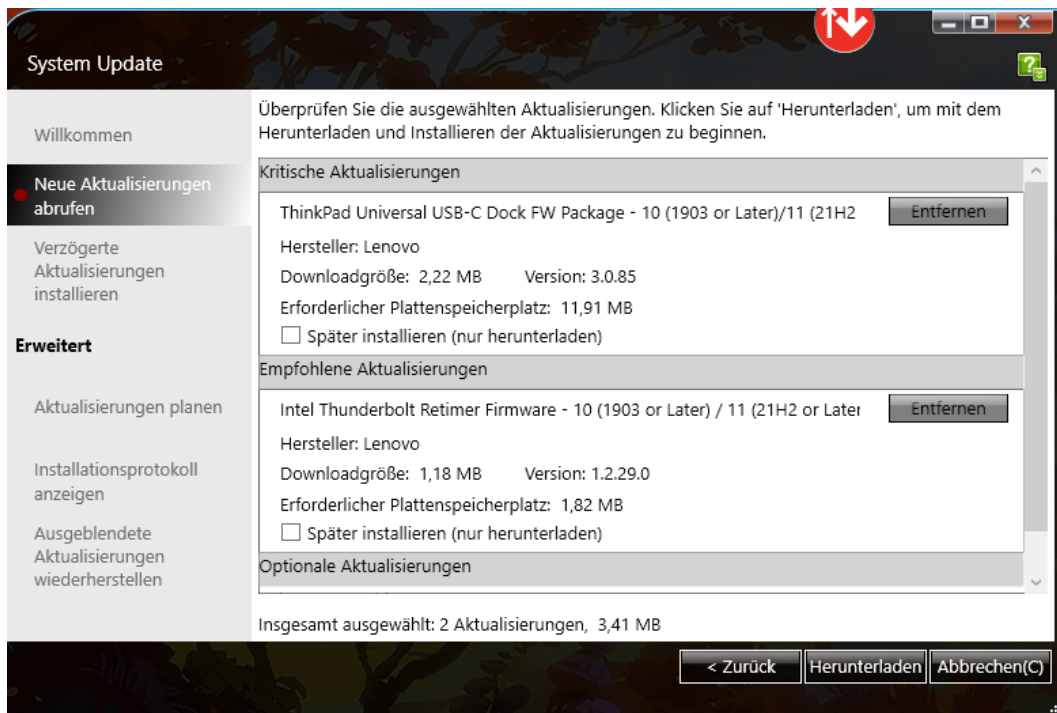 System Update
Willkommen
Neue Aktualisierungen
abrufen
Verzögerte
Aktualisierungen
installieren
Erweitert
Aktualisierungen planen
Installationsprotokoll
anzeigen
Ausgeblendete
Aktualisierungen
wiederherstellen
Überprüfen Sie die ausgewählten Aktualisierungen. Klicken Sie auf 'Herunterladen', um mit dem
Herunterladen und Installieren der Aktualisierungen zu beginnen.
Kritische Aktualisierungen
ThinkPad Universal USB-C Dock FW Package - 10 (1903 or Later)/11 (21H2 Entfernen
Hersteller: Lenovo
Downloadgröße: 2,22 MB Version: 3.0.85
Erforderlicher Plattenspeicherplatz: 11,91 MB
Später installieren (nur herunterladen)
Empfohlene Aktualisierungen
Intel Thunderbolt Retimer Firmware - 10 (1903 or Later) / 11 (21H2 or Later Entfernen
Hersteller: Lenovo
Downloadgröße: 1,18 MB Version: 1.2.29.0
Erforderlicher Plattenspeicherplatz: 1,82 MB
Später installieren (nur herunterladen)
Optionale Aktualisierungen
Insgesamt ausgewählt: 2 Aktualisierungen, 3,41 MB
< Zurück Herunterladen Abbrechen(C)